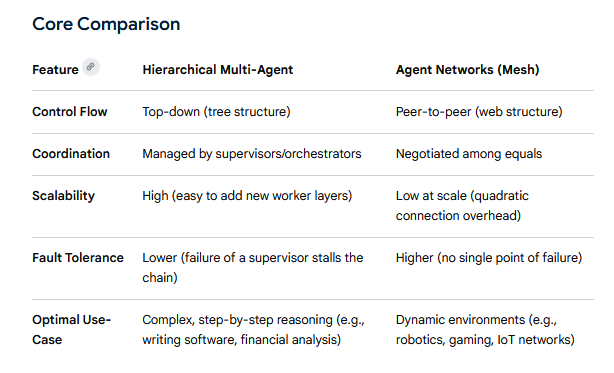 Core Comparison
Feature Hierarchical Multi-Agent Agent Networks (Mesh)
Control Flow Top-down (tree structure) Peer-to-peer (web structure)
Coordination Managed by supervisors/orchestrators Negotiated among equals
Scalability High (easy to add new worker layers) Low at scale (quadratic
connection overhead)
Fault Tolerance Lower (failure of a supervisor stalls the Higher (no single point of failure)
chain)
Optimal Use- Complex, step-by-step reasoning (e.g., Dynamic environments (e.g.,
Case writing software, financial analysis) robotics, gaming, IoT networks)